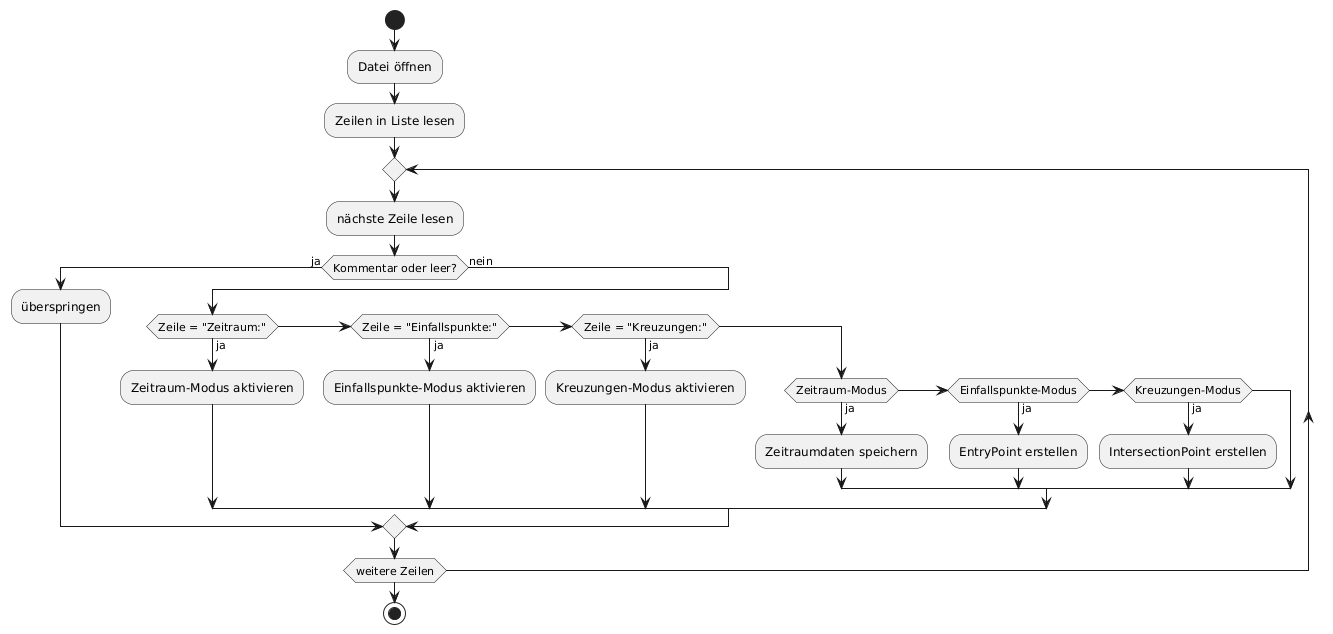 Datei öffnen
Zeilen in Liste lesen
nächste Zeile lesen
ja
Kommentar oder leer?
nein
überspringen
Zeile = "Zeitraum:"
ja
Zeitraum-Modus aktivieren
Zeile = "Einfallspunkte:"
ja
Einfallspunkte-Modus aktivieren
Zeile = "Kreuzungen:"
ja
Kreuzungen-Modus aktivieren
Zeitraum-Modus
ja
Zeitraumdaten speichern
Einfallspunkte-Modus
ja
EntryPoint erstellen
Kreuzungen-Modus
ja
IntersectionPoint erstellen
weitere Zeilen